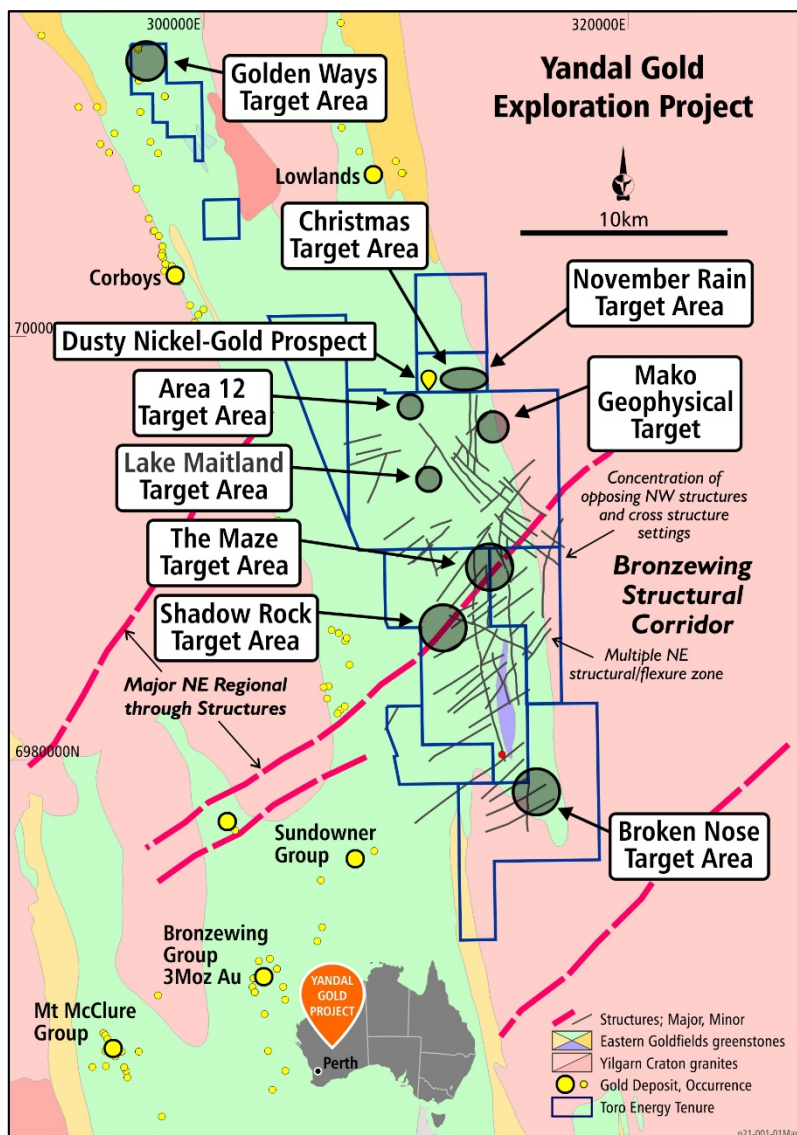 300000E
320000E
Yandal Gold
Exploration Project
10km
Golden Ways
Target Area
Lowlands
Christmas
Target Area
Corboys
November Rain
Target Area
70000
Dusty Nickel-Gold Prospect
Area 12
Target Area
Mako
Geophysical
Target
Lake Maitland
Target Area
Concentration of
opposing NW structures
and cross structure
settings
The Maze
Target Area
Bronzewing
Structural
Corridor
Shadow Rock
Target Area
Multiple NE
structural/flexure zone
Major NE Regional
through Structures
6980000N
Broken Nose
Target Area
Sundowner
Group
Bronzewing
Group
3Moz Au
YANDAL
GOLD
PROJECT
Perth
Mt McClure
Group
Structures; Major, Minor
Eastern Goldfields greenstones
Yilgarn Craton granites
Gold Deposit, Occurrence
Toro Energy Tenure